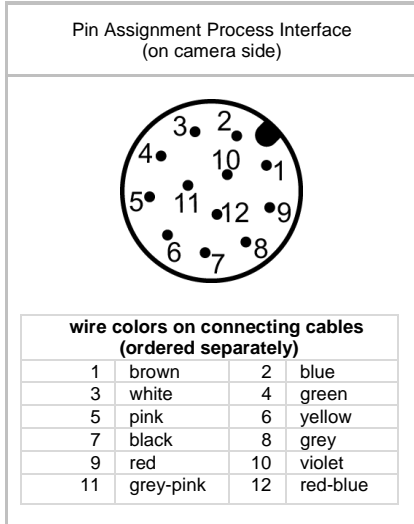 Pin Assignment Process Interface
(on camera side)
3 2
4 10 1
5 11 12 9
6 7 8
wire colors on connecting cables
(ordered separately)
1 brown 2 blue
3 white 4 green
5 pink 6 yellow
7 black 8 grey
9 red 10 violet
11 grey-pink 12 red-blue